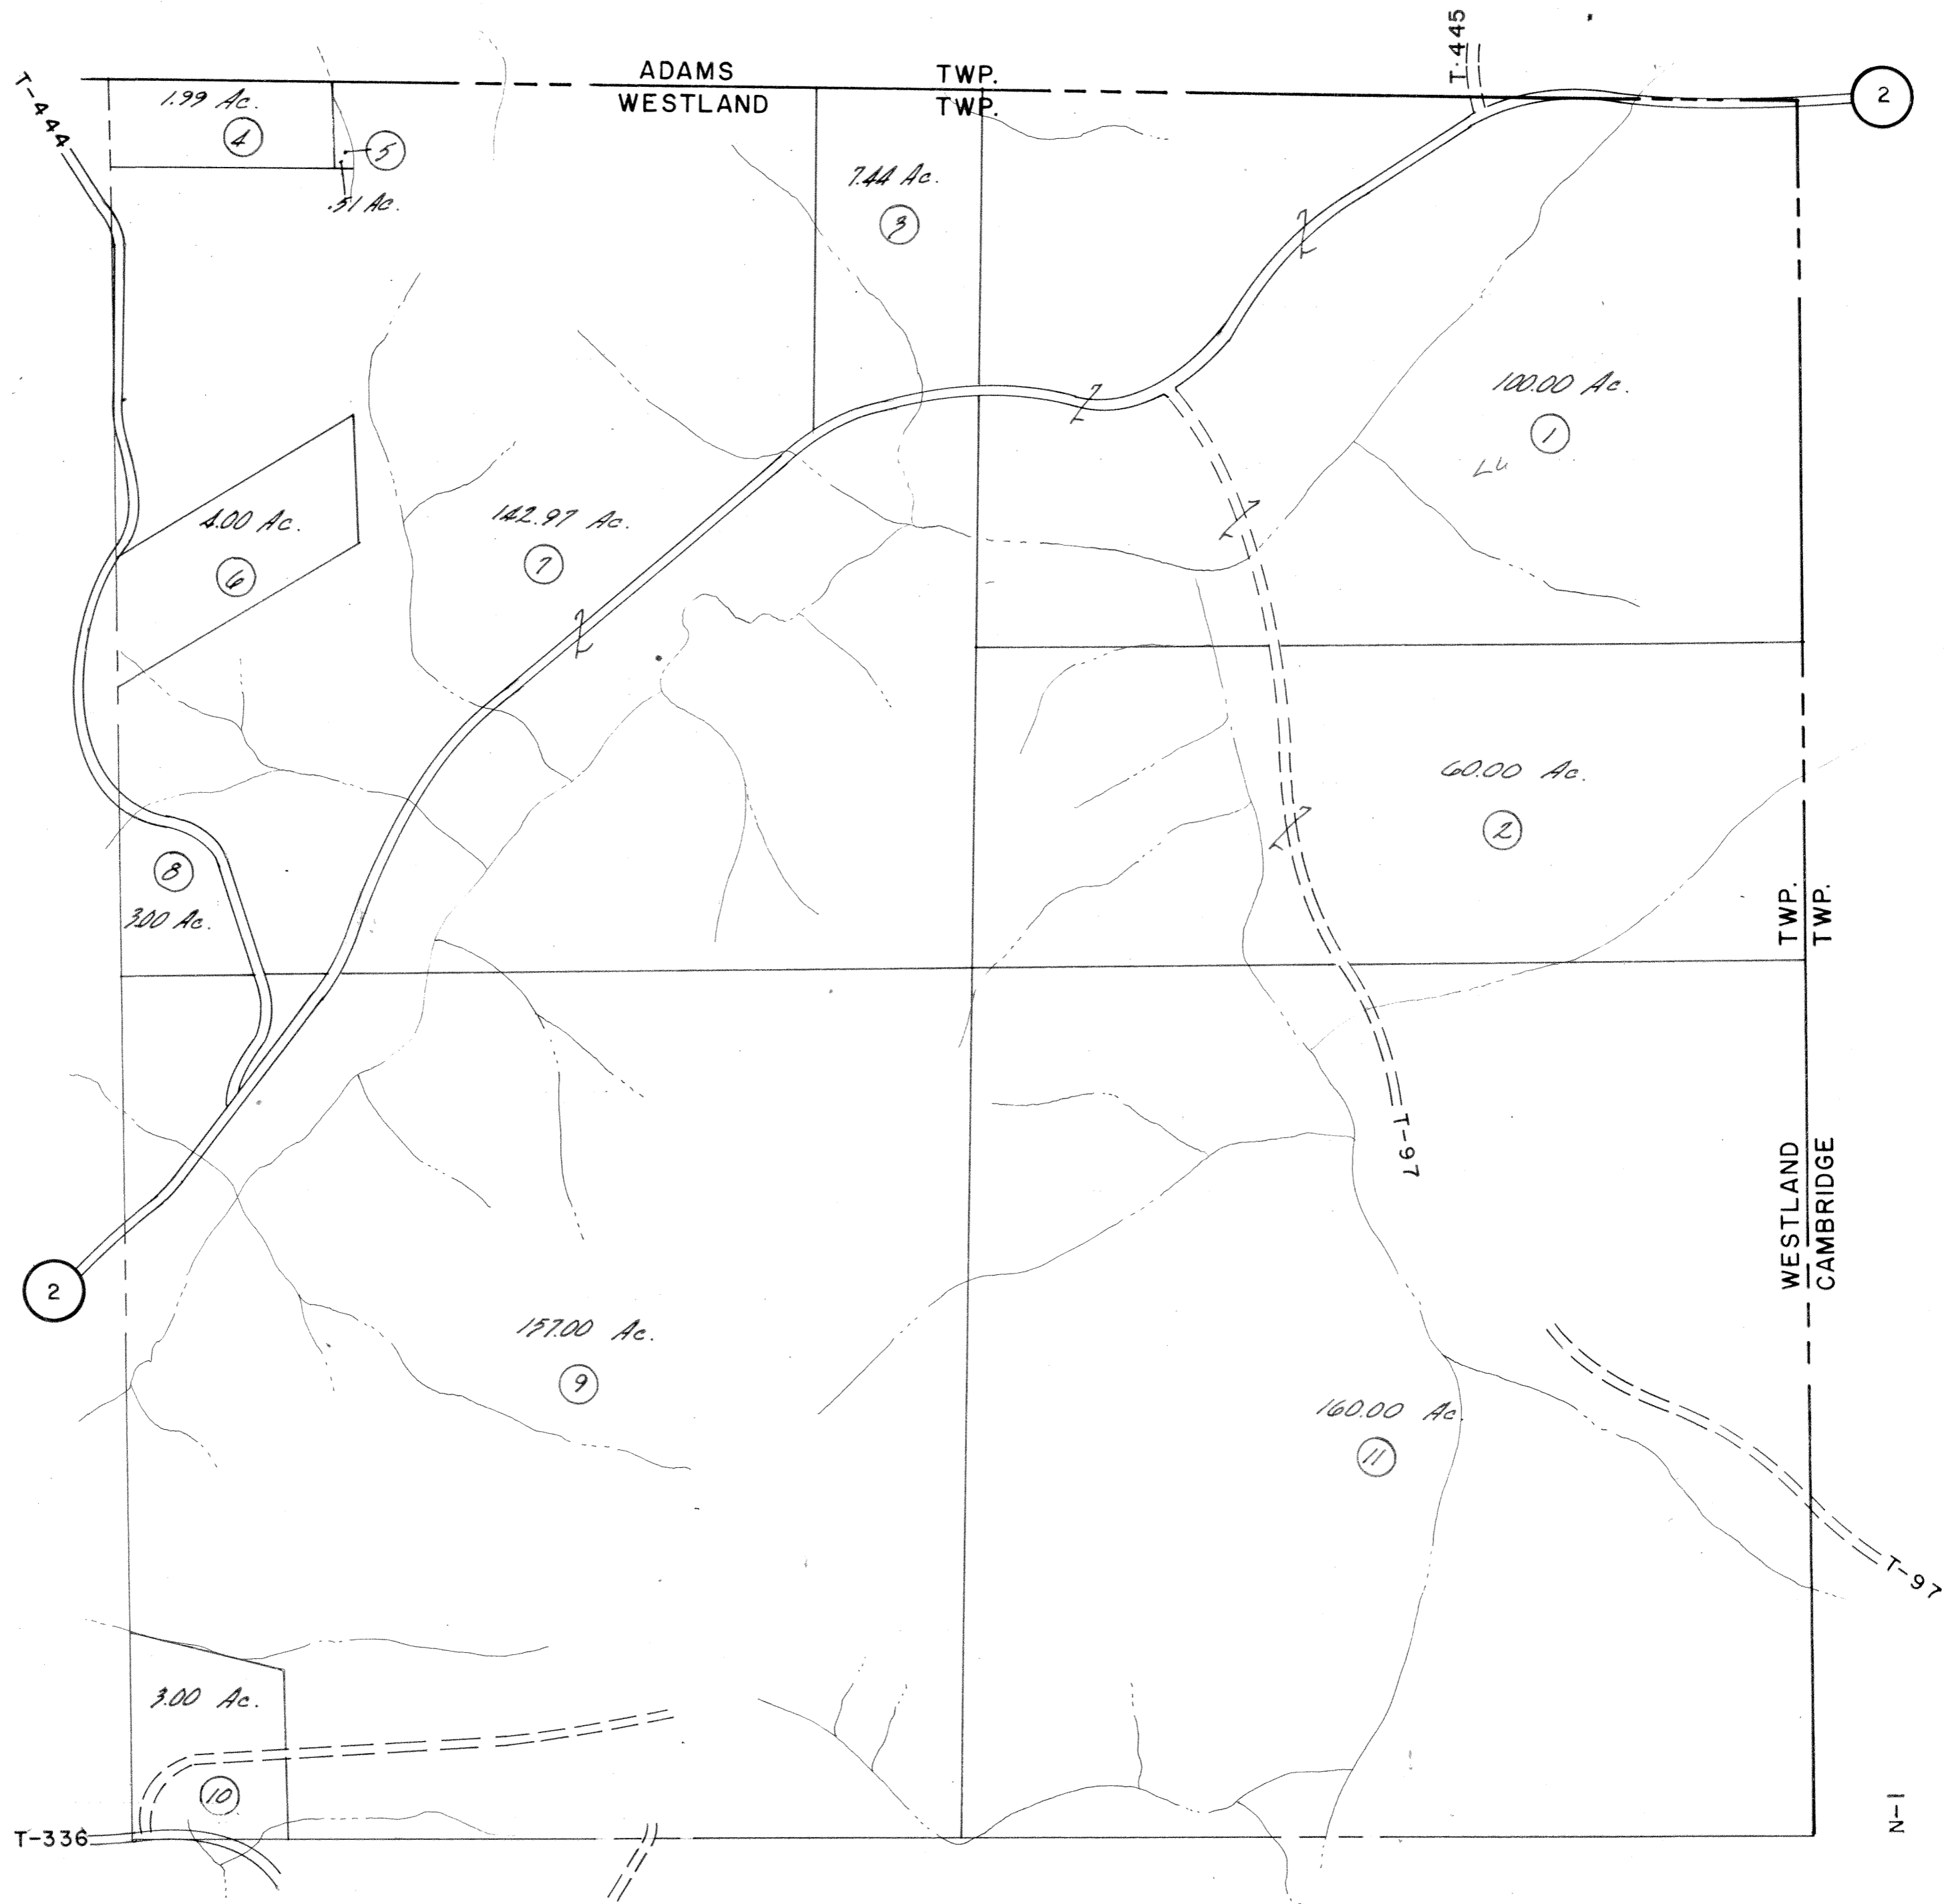 T-445
ADAMS TWP.
WESTLAND TWP.
2
T-444
1.99 Ac.
4
5
.51 Ac.
7.44 Ac.
3
100.00 Ac.
1
LU
4.00 Ac.
6
142.97 Ac.
7
60.00 Ac.
2
8
3.00 Ac.
WESTLAND TWP.
CAMBRIDGE TWP.
T-97
2
157.00 Ac.
9
160.00 Ac.
11
T-97
3.00 Ac.
10
T-336
N-1